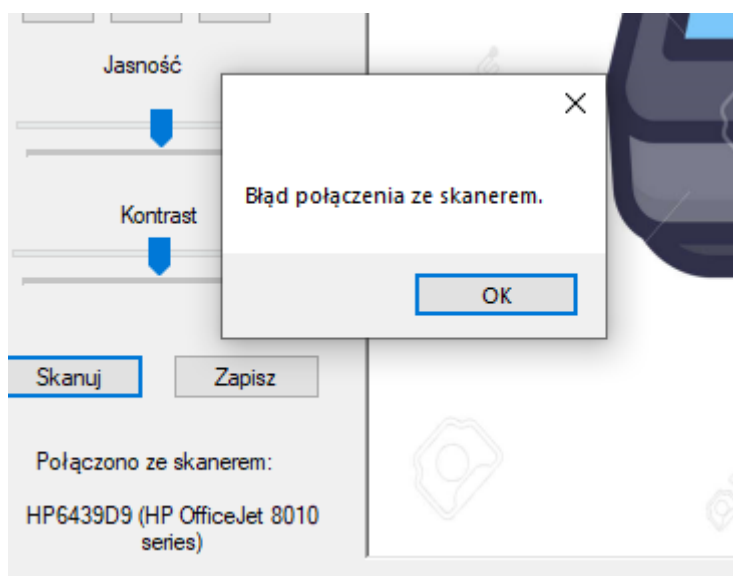 Jasność
Błąd połączenia ze skanerem.
Kontrast
OK
Skanuj
Zapisz
Połączono ze skanerem:
HP6439D9 (HP OfficeJet 8010
series)